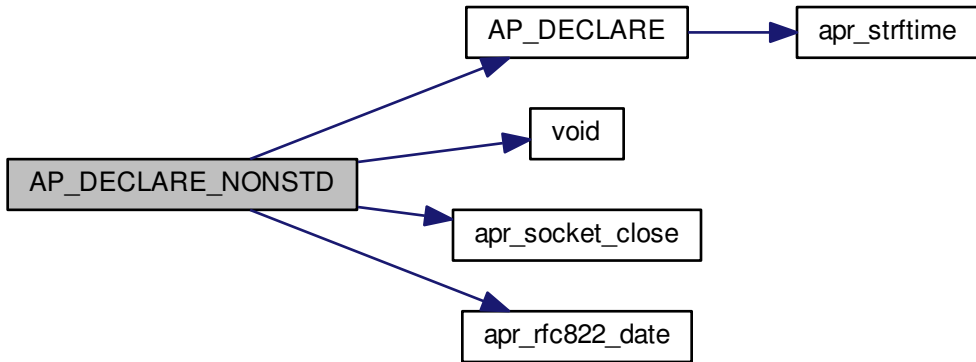 AP_DECLARE
apr_strftime
void
AP_DECLARE_NONSTD
apr_socket_close
apr_rfc822_date